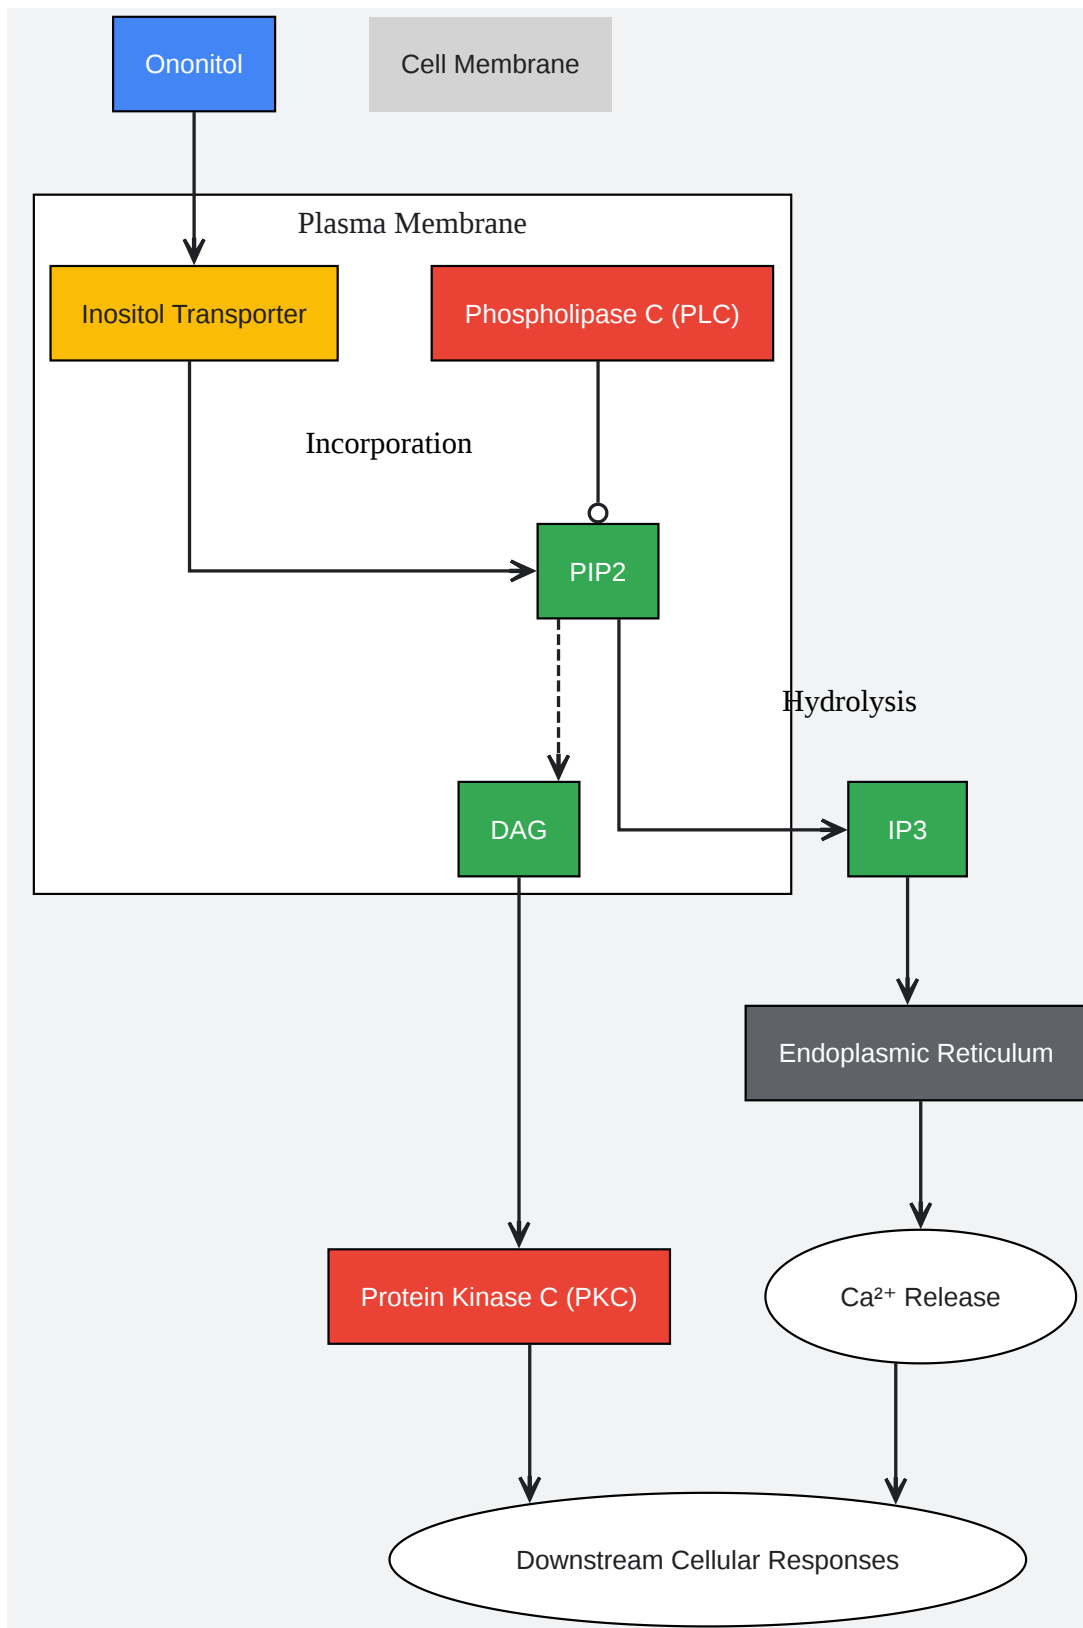 Ononitol
Cell Membrane
Plasma Membrane
Inositol Transporter
Phospholipase C (PLC)
Incorporation
PIP2
Hydrolysis
DAG
IP3
Endoplasmic Reticulum
Protein Kinase C (PKC)
Ca²⁺ Release
Downstream Cellular Responses